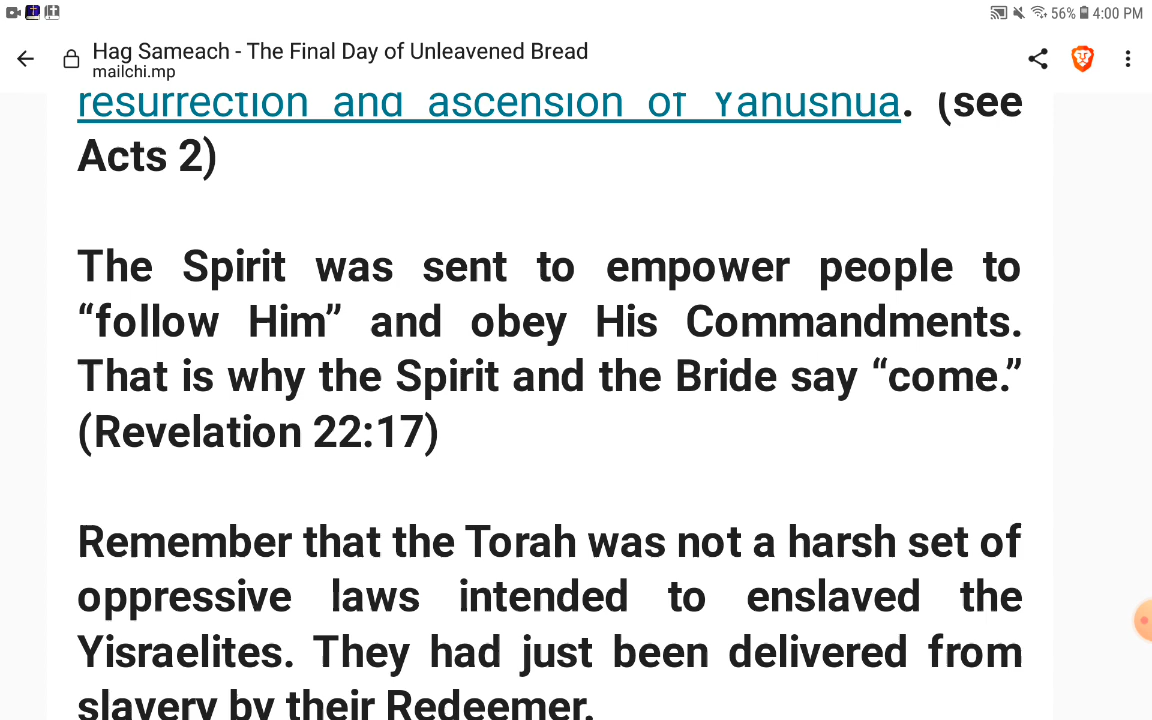 56% 4:00 PM
Hag Sameach - The Final Day of Unleavened Bread
mailchi.mp
resurrection and ascension of Yahushua. (see
Acts 2)
The Spirit was sent to empower people to
“follow Him” and obey His Commandments.
That is why the Spirit and the Bride say “come.”
(Revelation 22:17)
Remember that the Torah was not a harsh set of
oppressive laws intended to enslaved the
Yisraelites. They had just been delivered from
slavery by their Redeemer.